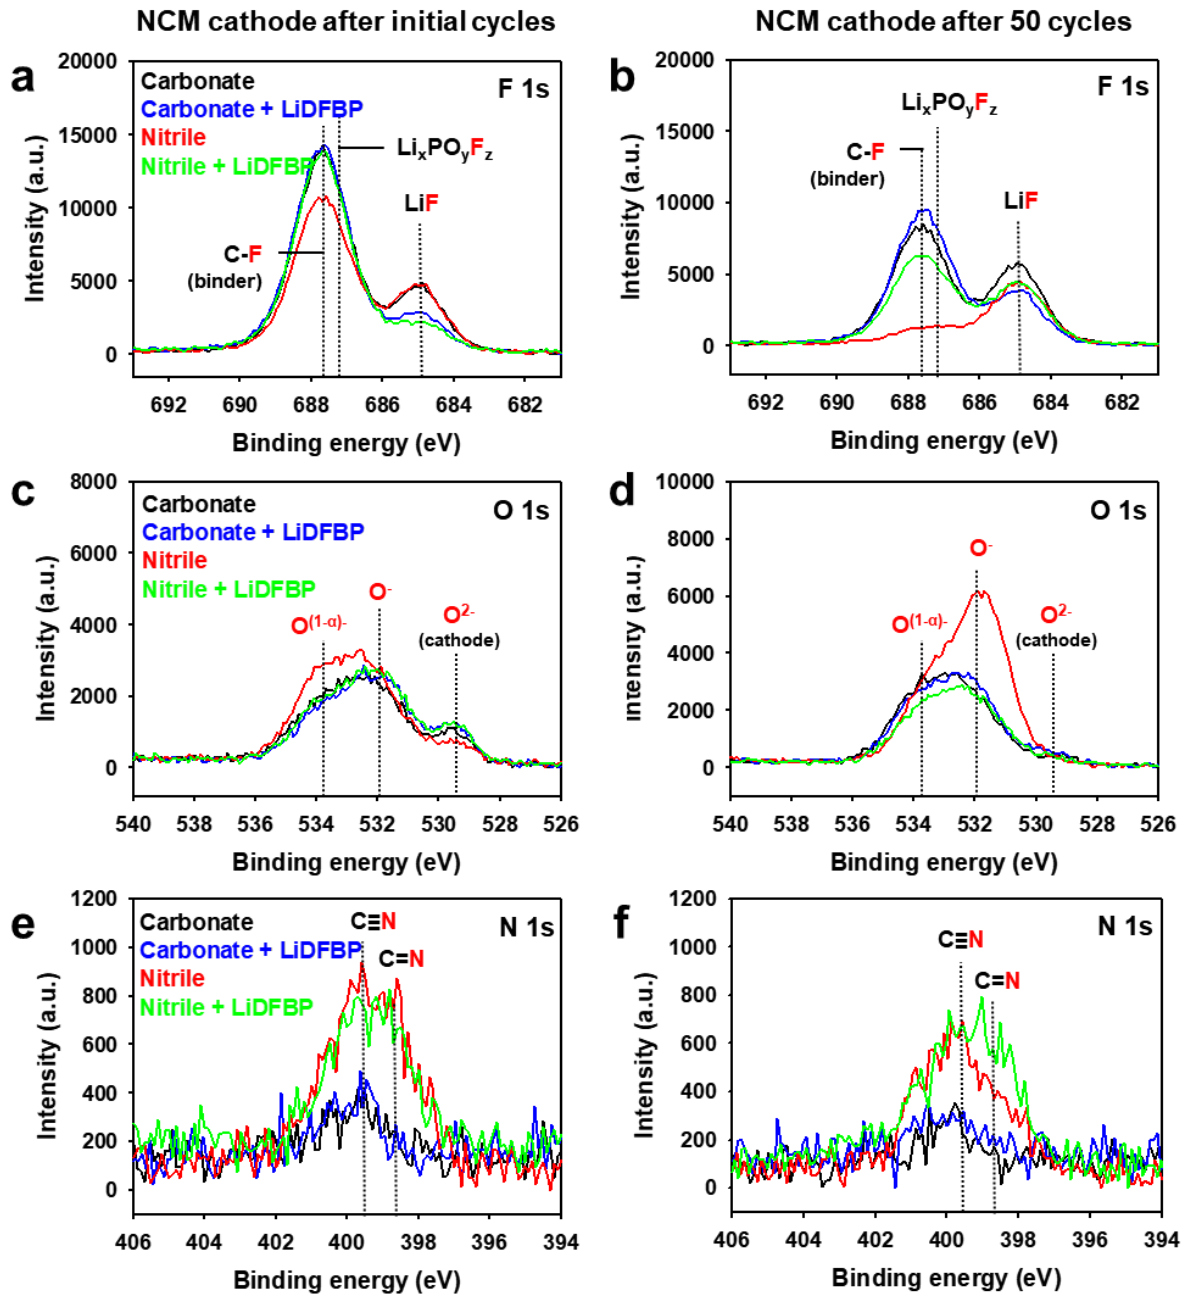 NCM cathode after initial cycles
NCM cathode after 50 cycles
a
20000
15000
10000
5000
0
Intensity (a.u.)
Carbonate
Carbonate + LiDFBP
Nitrile
Nitrile + LiDFBP
F 1s
LiₓPOᵧF𝓏
LiF
C-F
(binder)
692 690 688 686 684 682
Binding energy (eV)
b
20000
15000
10000
5000
0
Intensity (a.u.)
F 1s
LiₓPOᵧF𝓏
C-F
(binder)
LiF
692 690 688 686 684 682
Binding energy (eV)
c
8000
6000
4000
2000
0
Intensity (a.u.)
Carbonate
Carbonate + LiDFBP
Nitrile
Nitrile + LiDFBP
O 1s
O⁻
O⁽¹⁻ᵅ⁾⁻
O²⁻
(cathode)
540 538 536 534 532 530 528 526
Binding energy (eV)
d
10000
8000
6000
4000
2000
0
Intensity (a.u.)
O 1s
O⁻
O⁽¹⁻ᵅ⁾⁻
O²⁻
(cathode)
540 538 536 534 532 530 528 526
Binding energy (eV)
e
1200
1000
800
600
400
200
0
Intensity (a.u.)
Carbonate
Carbonate + LiDFBP
Nitrile
Nitrile + LiDFBP
C≡N
C=N
N 1s
406 404 402 400 398 396 394
Binding energy (eV)
f
1200
1000
800
600
400
200
0
Intensity (a.u.)
C≡N
C=N
N 1s
406 404 402 400 398 396 394
Binding energy (eV)